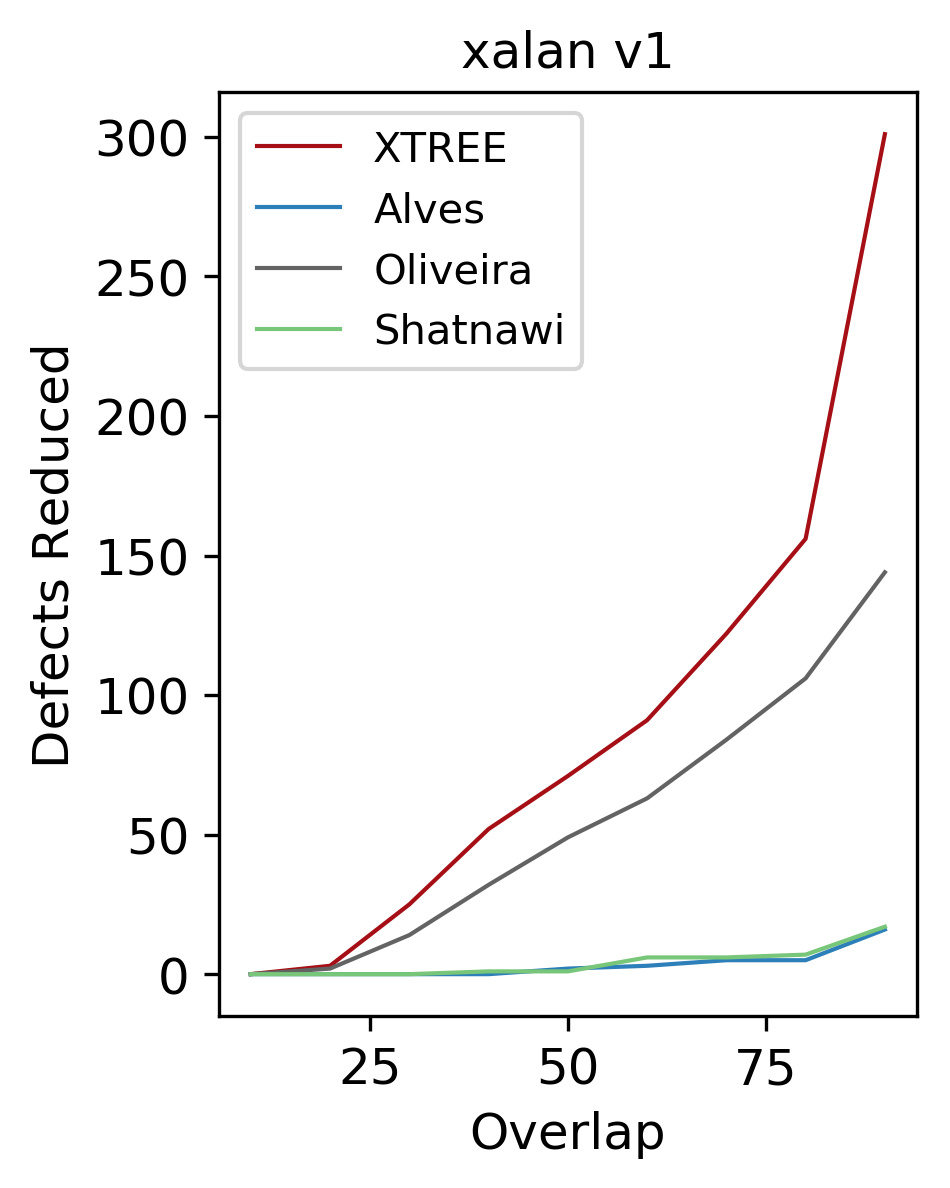 xalan v1
XTREE
Alves
Oliveira
Shatnawi
300
250
200
150
100
50
0
Defects Reduced
25 50 75
Overlap